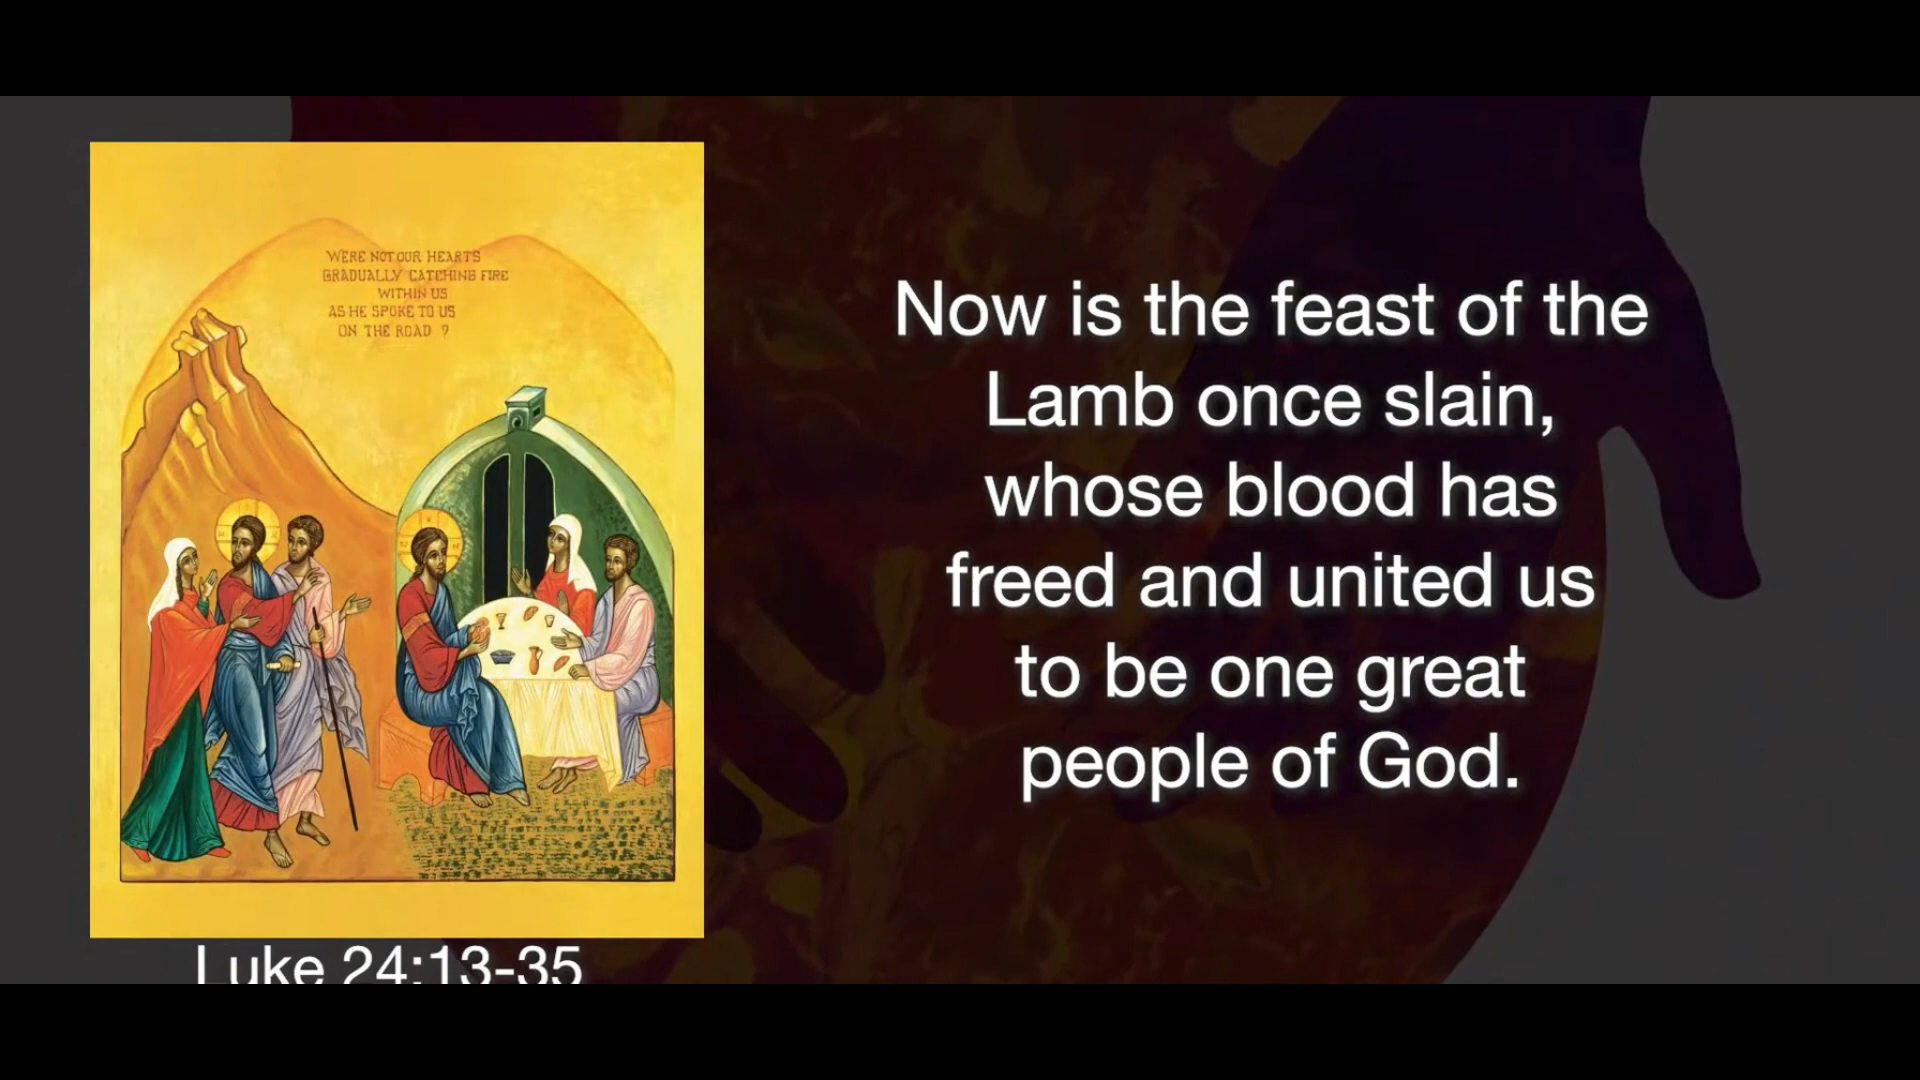 WERE NOT OUR HEARTS
GRADUALLY CATCHING FIRE
WITHIN US
AS HE SPOKE TO US
ON THE ROAD ?
Now is the feast of the
Lamb once slain,
whose blood has
freed and united us
to be one great
people of God.
Luke 24:13-35